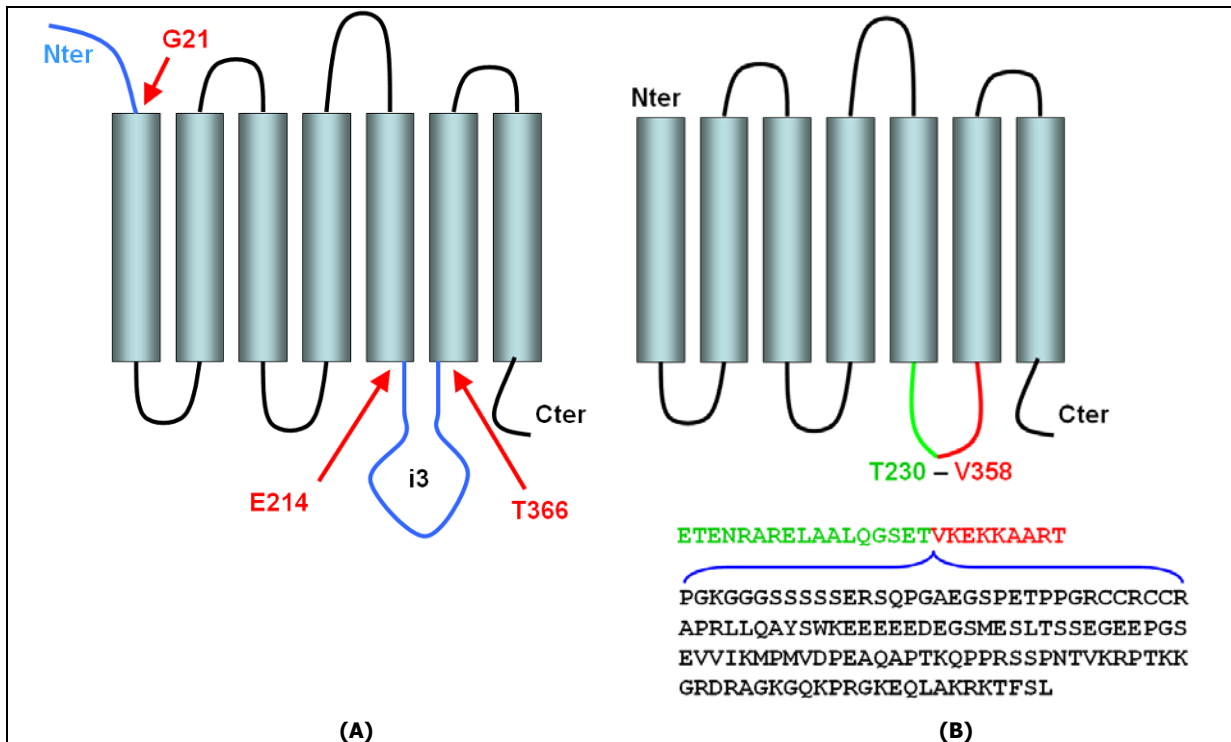 Nter
G21
E214
i3
T366
Cter
(A)
Nter
Cter
T230 – V358
ETENRARELAALQGSETVKEKKAART
PGKGGGSSSSSERSQPGAEGSPETPPGRCCRCCR
APRLLQAYSWKEEEEEDEGSMESLTSSEGEEPGS
EVVIKMPMVDPEAQAPTKQPPRSSPNTVKRPTKK
GRDRAGKGQKPRGKEQLAKRKTFSL
(B)